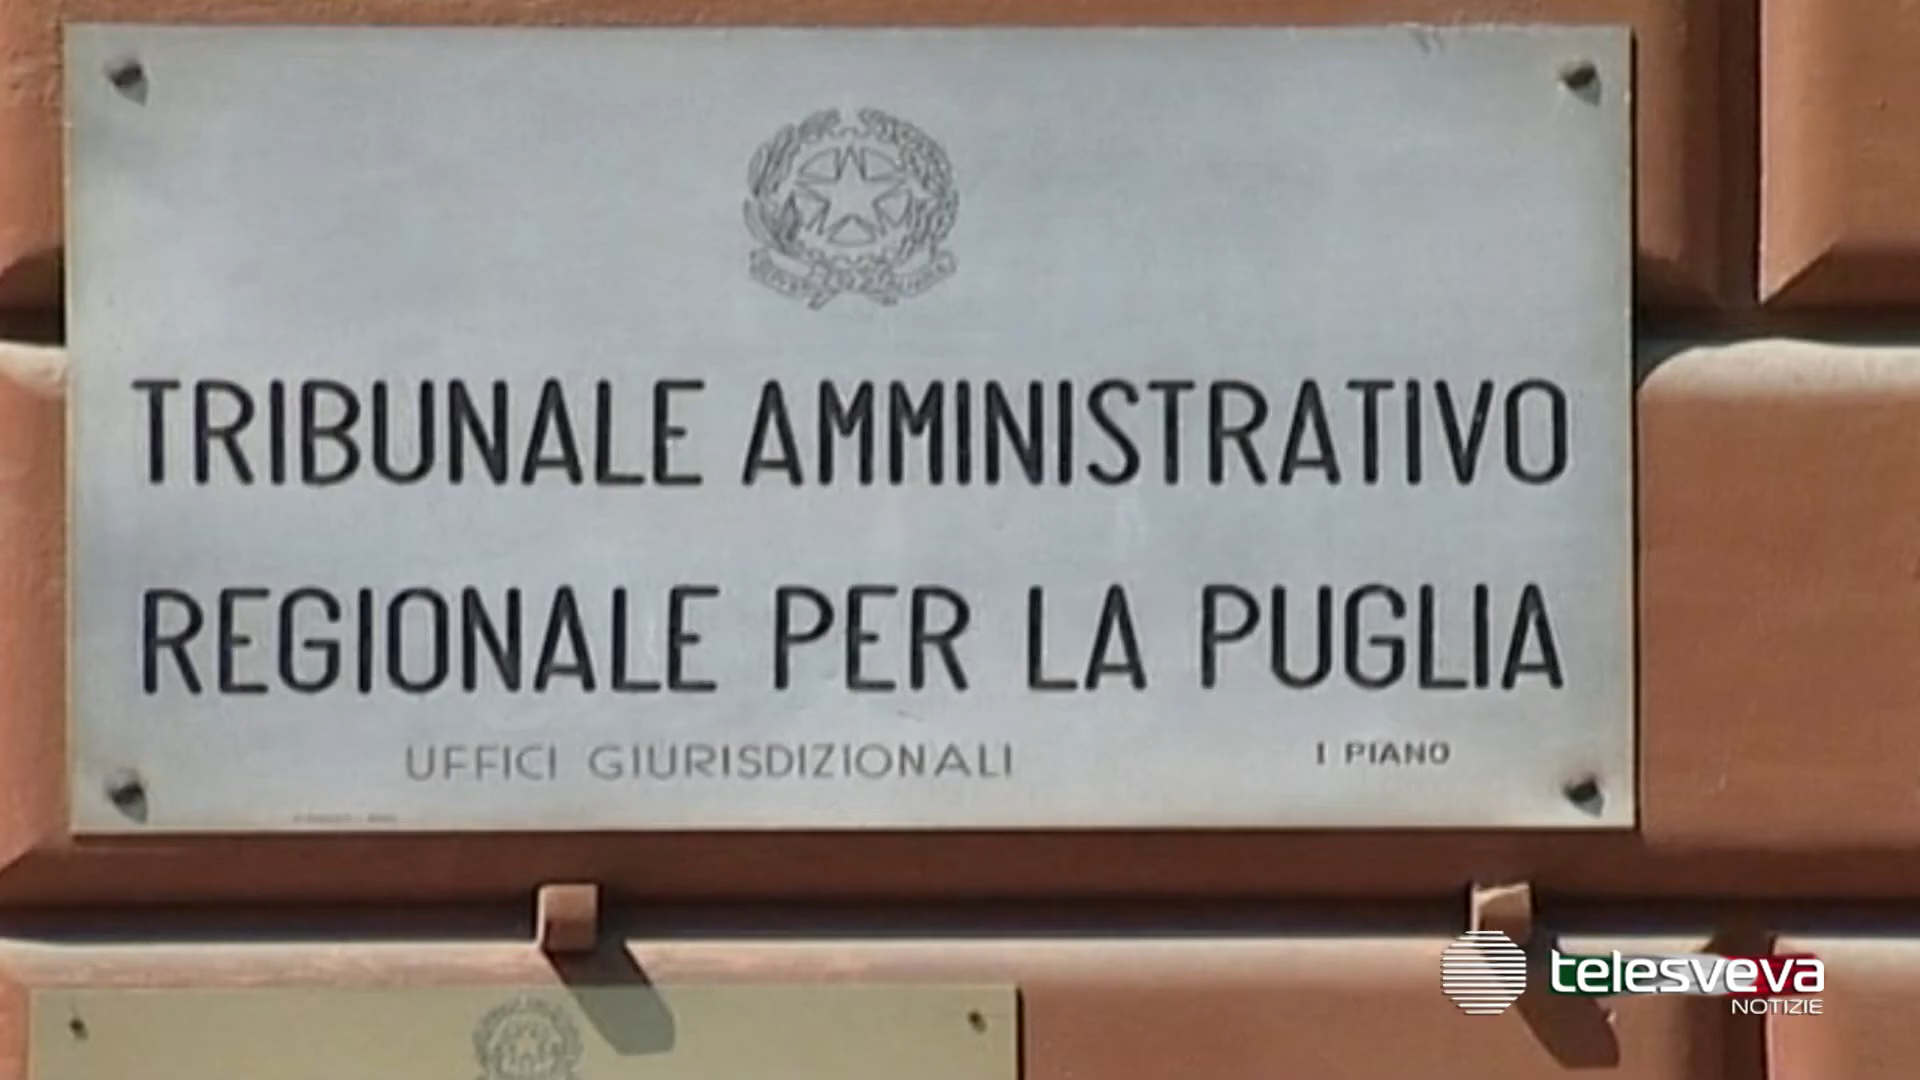 TRIBUNALE AMMINISTRATIVO
REGIONALE PER LA PUGLIA
UFFICI GIURISDIZIONALI I PIANO
telesveva
NOTIZIE